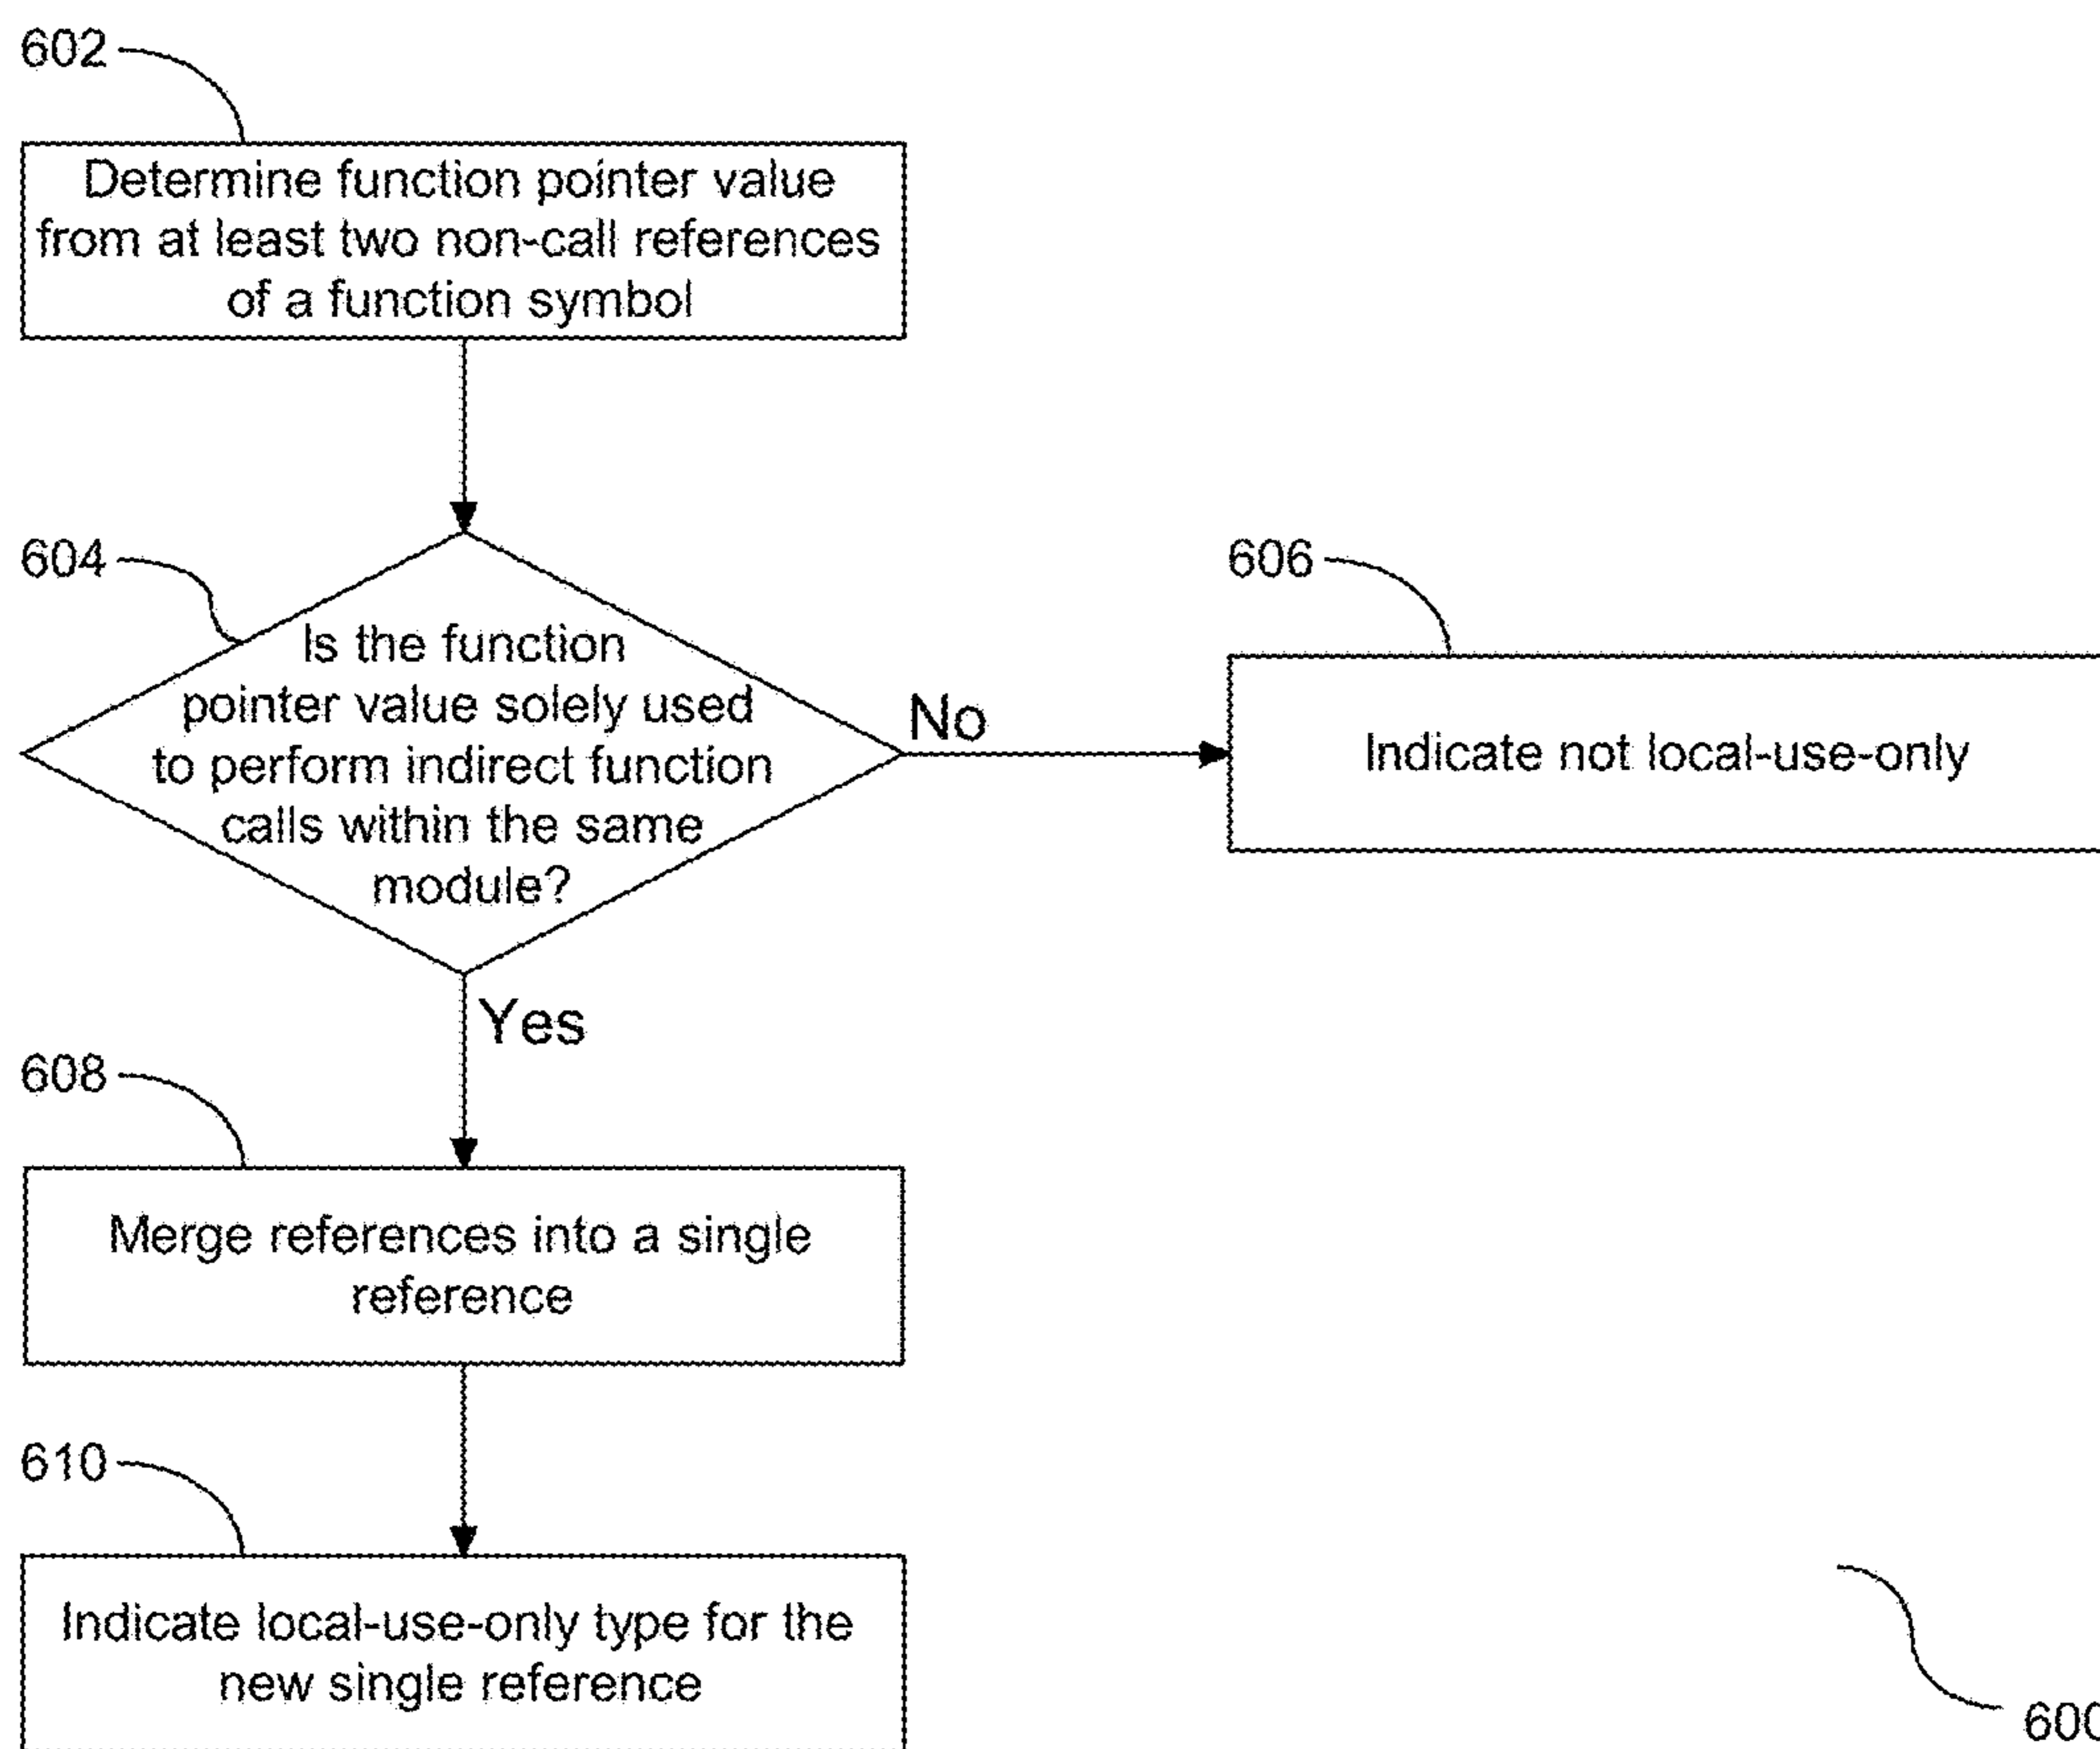 602
Determine function pointer value
from at least two non-call references
of a function symbol
604
Is the function
pointer value solely used
to perform indirect function
calls within the same
module?
No
606
Indicate not local-use-only
Yes
608
Merge references into a single
reference
610
Indicate local-use-only type for the
new single reference
600